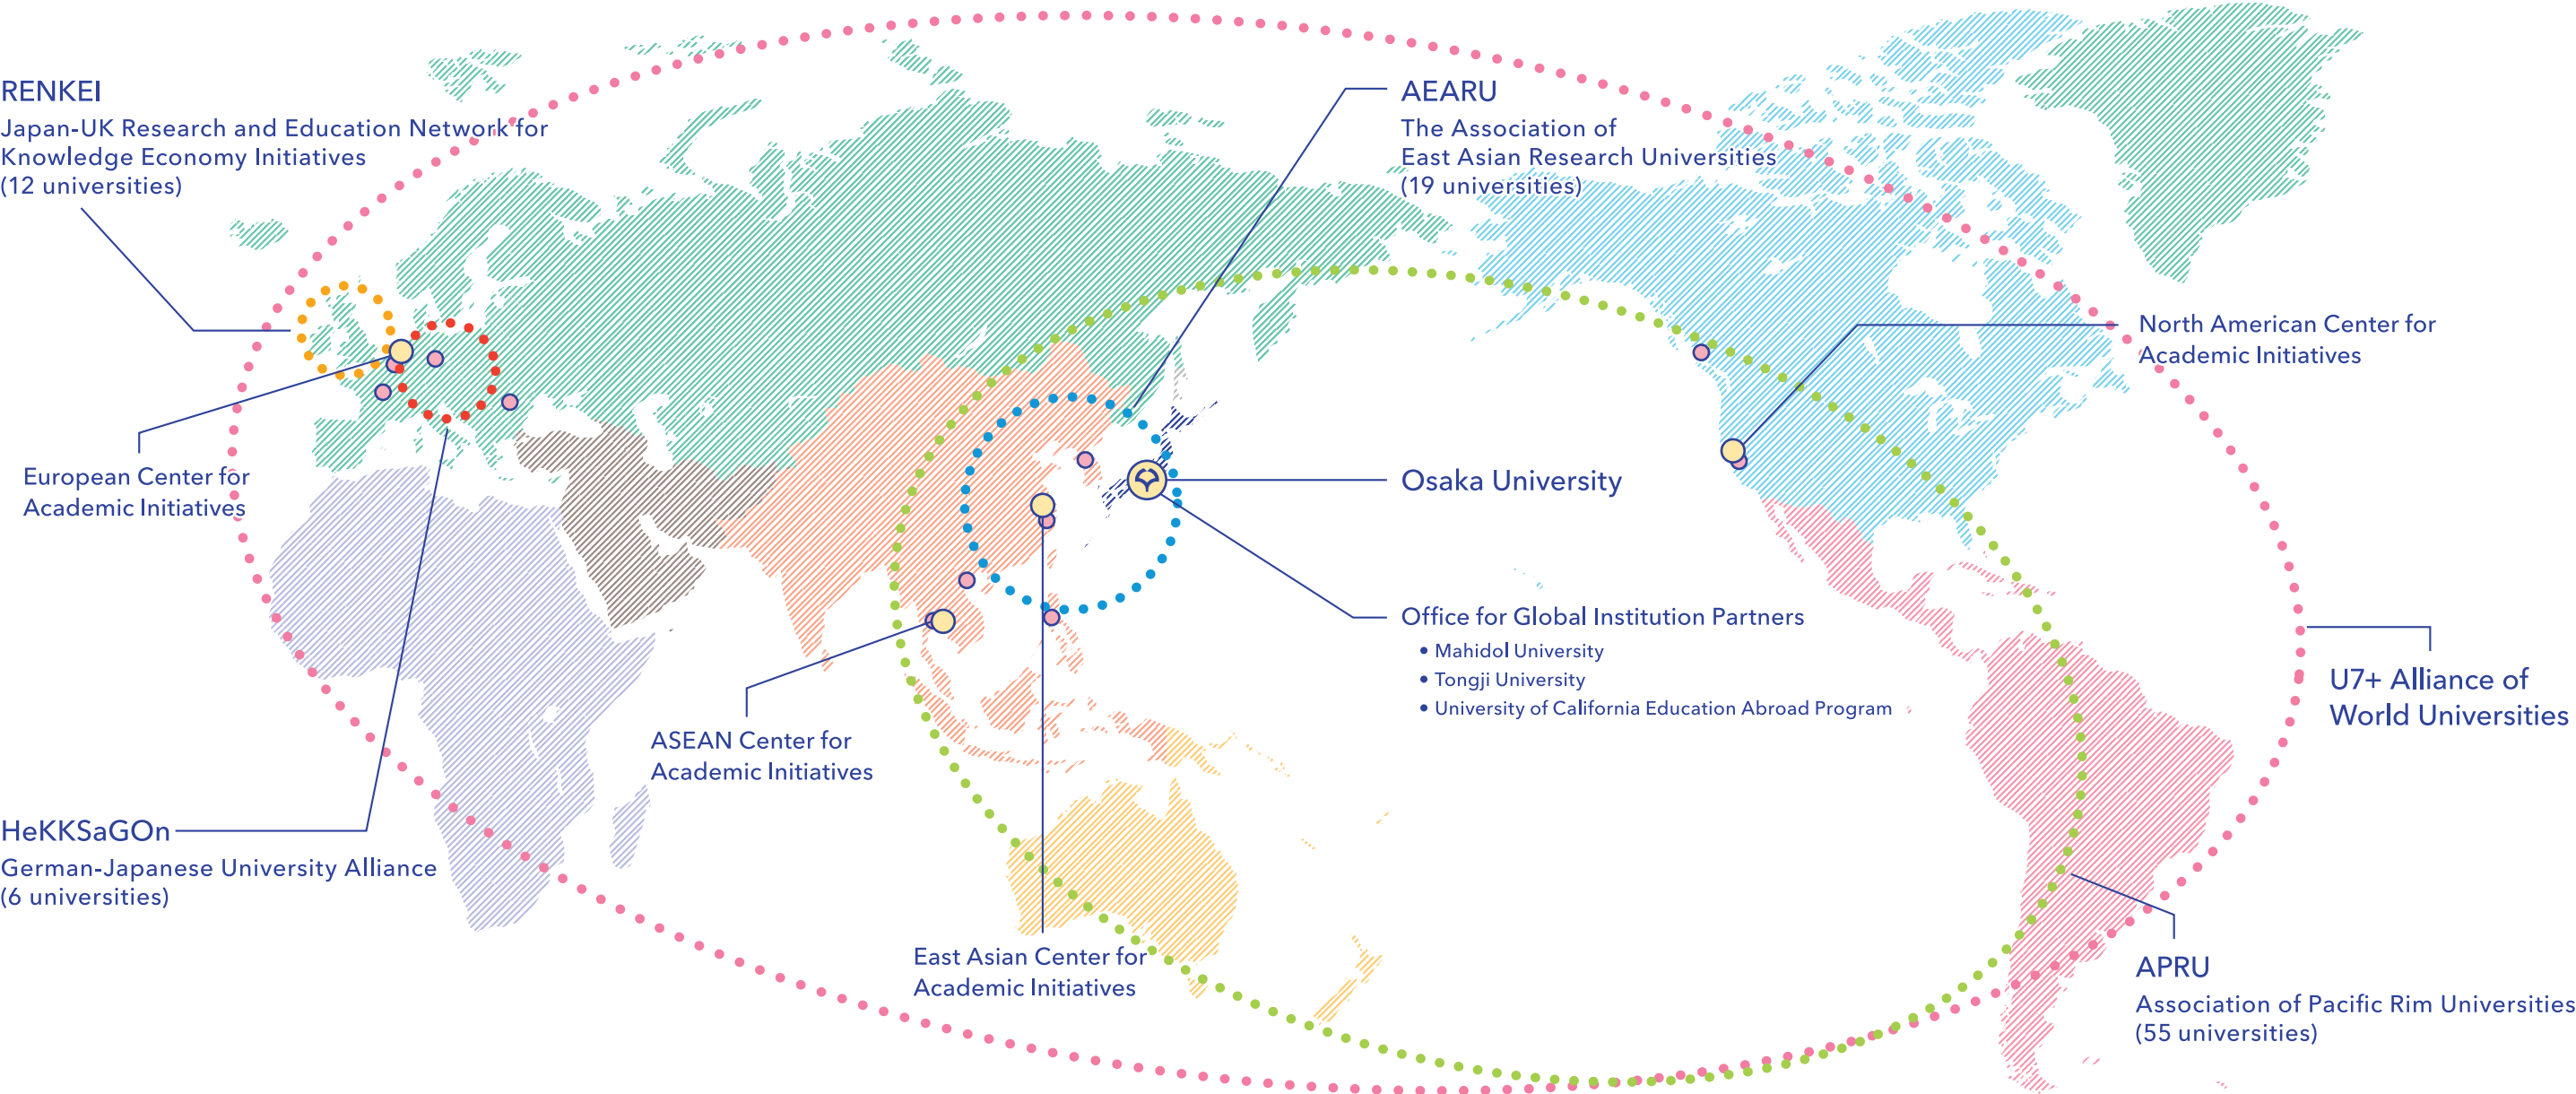 RENKEI
Japan-UK Research and Education Network for
Knowledge Economy Initiatives
(12 universities)
AEARU
The Association of
East Asian Research Universities
(19 universities)
North American Center for
Academic Initiatives
European Center for
Academic Initiatives
Osaka University
Office for Global Institution Partners
• Mahidol University
• Tongji University
• University of California Education Abroad Program
U7+ Alliance of
World Universities
ASEAN Center for
Academic Initiatives
HeKKSaGOn
German-Japanese University Alliance
(6 universities)
East Asian Center for
Academic Initiatives
APRU
Association of Pacific Rim Universities
(55 universities)